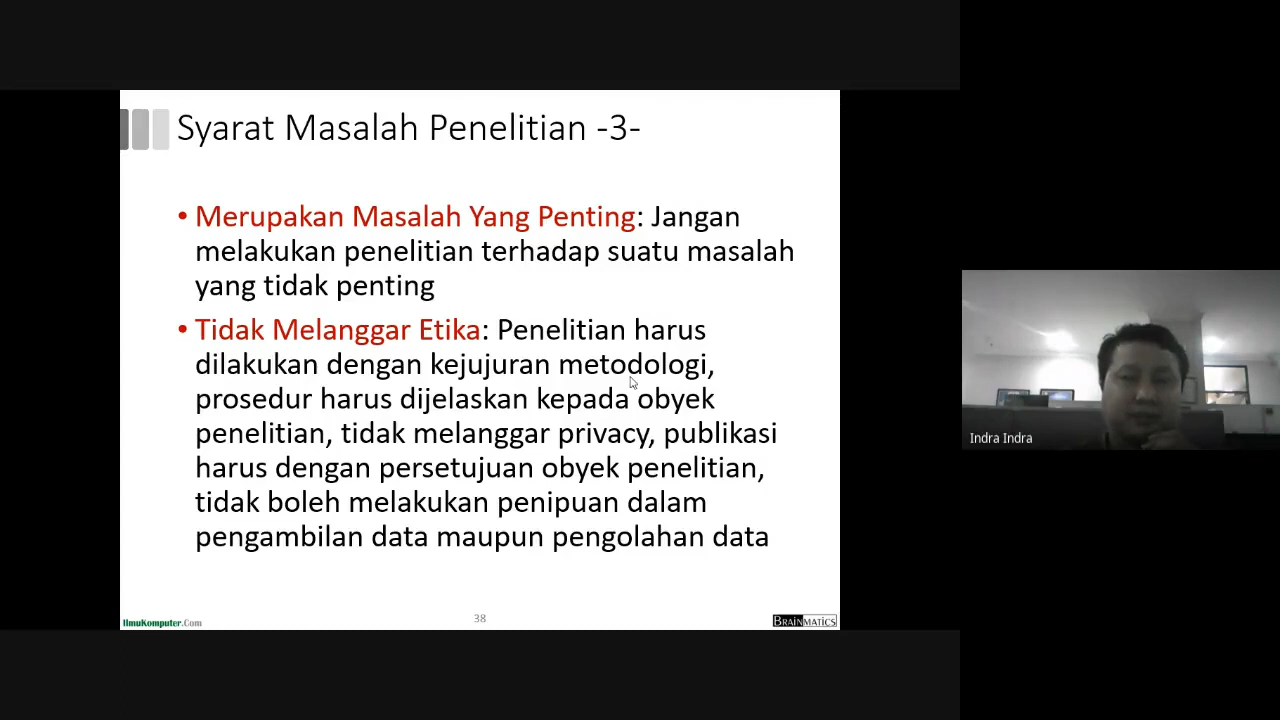 Syarat Masalah Penelitian -3-
• Merupakan Masalah Yang Penting: Jangan
melakukan penelitian terhadap suatu masalah
yang tidak penting
• Tidak Melanggar Etika: Penelitian harus
dilakukan dengan kejujuran metodologi,
prosedur harus dijelaskan kepada obyek
penelitian, tidak melanggar privacy, publikasi
harus dengan persetujuan obyek penelitian,
tidak boleh melakukan penipuan dalam
pengambilan data maupun pengolahan data
IlmuKomputer.Com
38
BRAINMATICS
Indra Indra